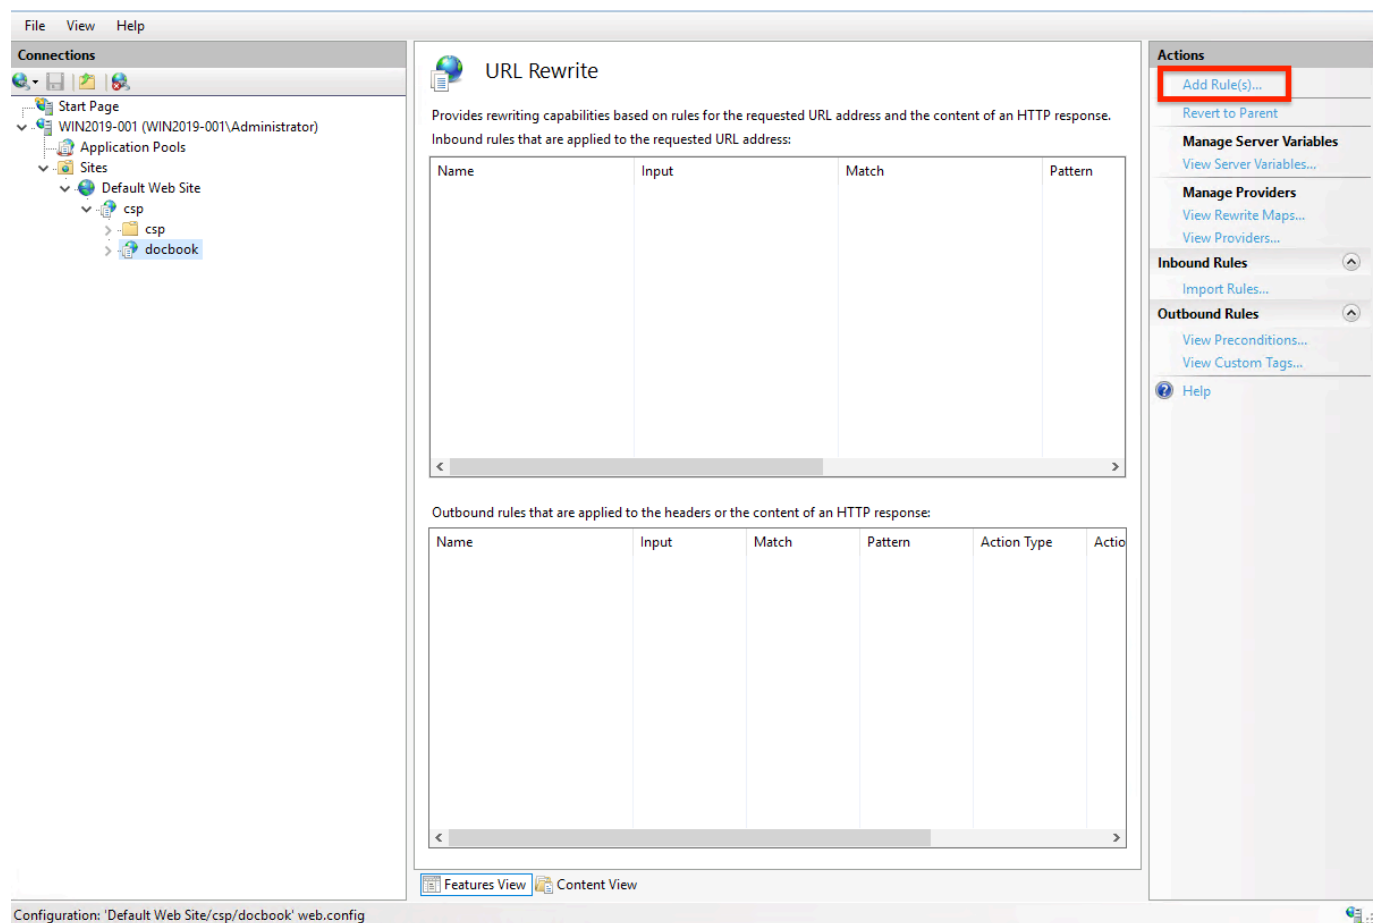 File View Help
Connections
Start Page
WIN2019-001 (WIN2019-001\Administrator)
Application Pools
Sites
Default Web Site
csp
csp
docbook
URL Rewrite
Provides rewriting capabilities based on rules for the requested URL address and the content of an HTTP response.
Inbound rules that are applied to the requested URL address:
Name Input Match Pattern
Outbound rules that are applied to the headers or the content of an HTTP response:
Name Input Match Pattern Action Type Actio
Features View Content View
Actions
Add Rule(s)...
Revert to Parent
Manage Server Variables
View Server Variables...
Manage Providers
View Rewrite Maps...
View Providers...
Inbound Rules
Import Rules...
Outbound Rules
View Preconditions...
View Custom Tags...
Help
Configuration: 'Default Web Site/csp/docbook' web.config